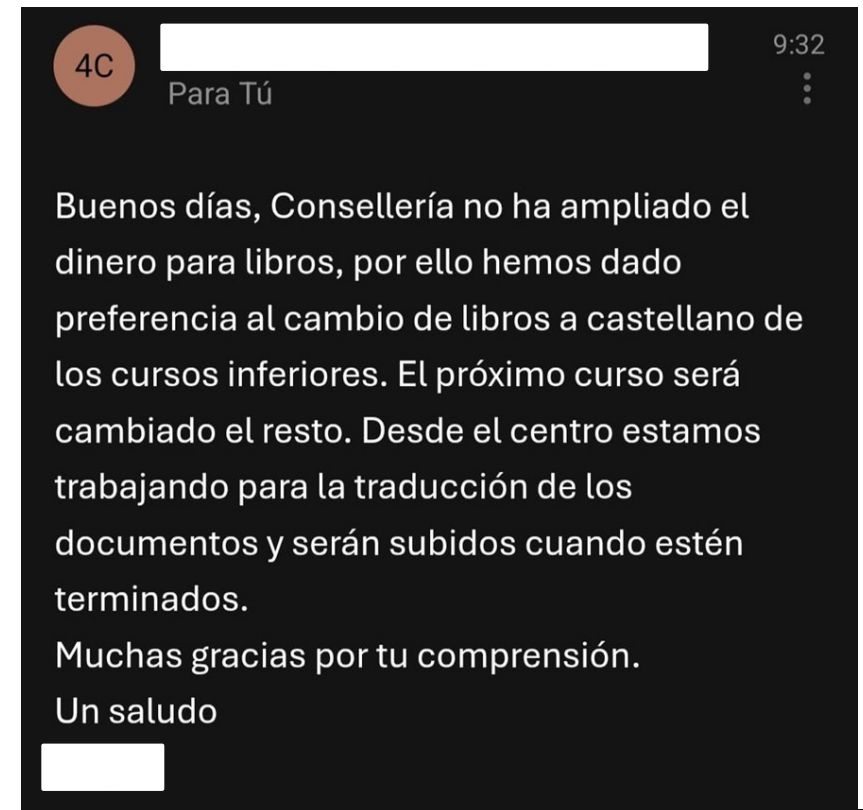 4C
9:32
Para Tú
Buenos días, Consellería no ha ampliado el
dinero para libros, por ello hemos dado
preferencia al cambio de libros a castellano de
los cursos inferiores. El próximo curso será
cambiado el resto. Desde el centro estamos
trabajando para la traducción de los
documentos y serán subidos cuando estén
terminados.
Muchas gracias por tu comprensión.
Un saludo